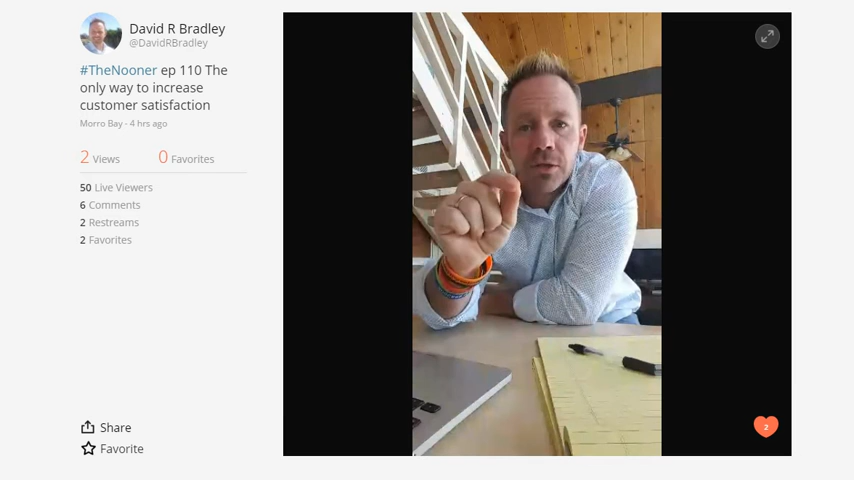 David R Bradley
@DavidRBradley
#TheNooner ep 110 The
only way to increase
customer satisfaction
Morro Bay - 4 hrs ago
2 Views 0 Favorites
50 Live Viewers
6 Comments
2 Restreams
2 Favorites
Share
Favorite
2